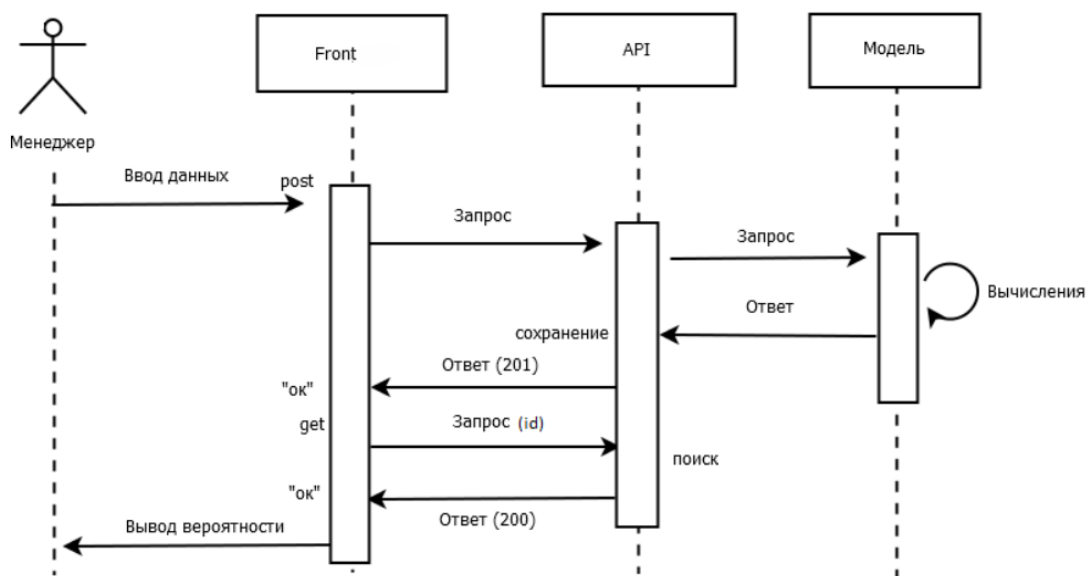 Front
API
Модель
Менеджер
Ввод данных
post
Запрос
Запрос
Вычисления
Ответ
сохранение
Ответ (201)
"ок"
get
Запрос (id)
поиск
"ок"
Ответ (200)
Вывод вероятности